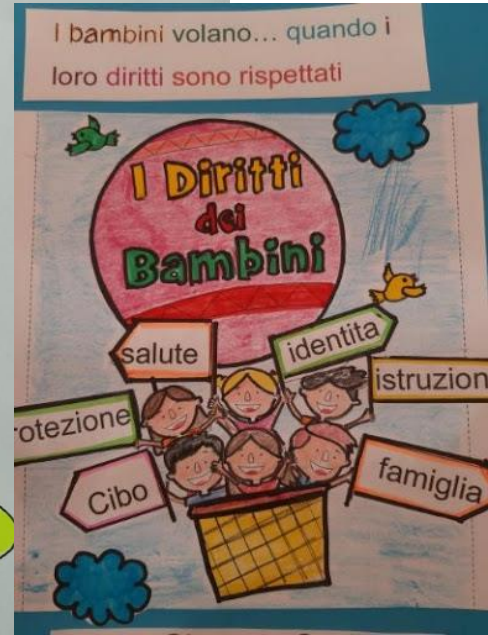 I bambini volano... quando i
loro diritti sono rispettati
I Diritti
dei
Bambini
salute
identita
istruzion
otezione
Cibo
famiglia